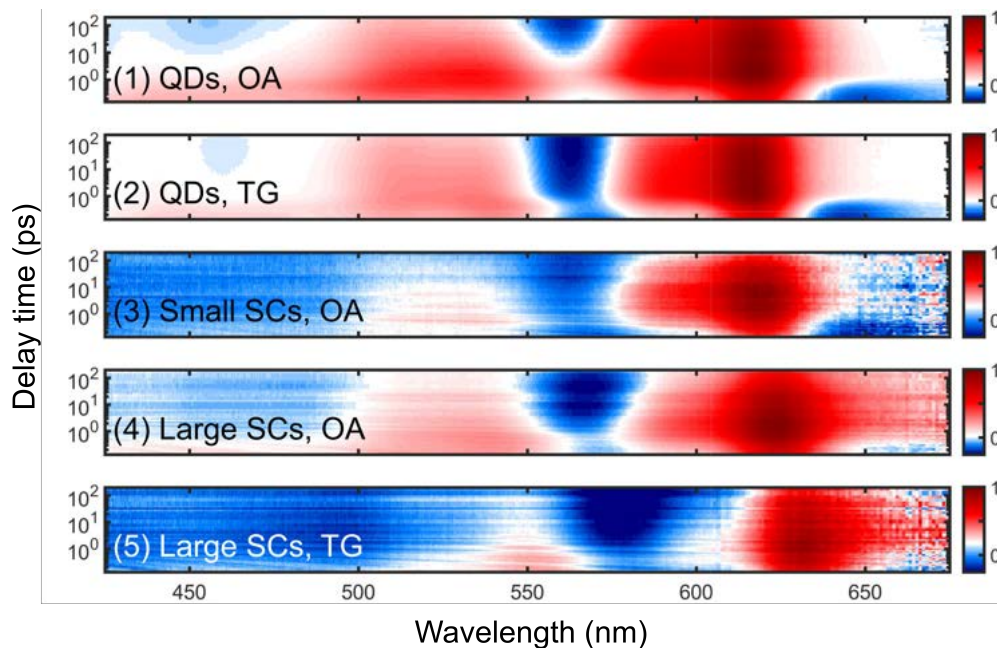 Delay time (ps)
10² 10¹ 10⁰ (1) QDs, OA 1 0
10² 10¹ 10⁰ (2) QDs, TG 1 0
10² 10¹ 10⁰ (3) Small SCs, OA 1 0
10² 10¹ 10⁰ (4) Large SCs, OA 1 0
10² 10¹ 10⁰ (5) Large SCs, TG 1 0
450 500 550 600 650
Wavelength (nm)